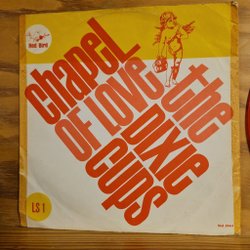 Red Bird
chapel
OF LOVE
the
DIXIE
CUPS
LS 1